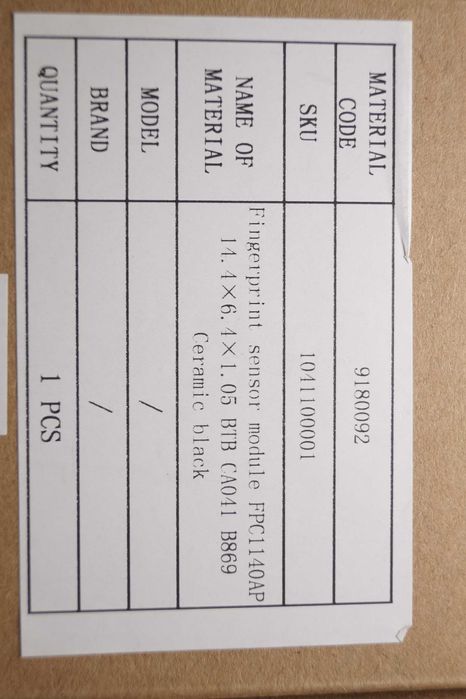 MATERIAL CODE 9180092
SKU 1041100001
NAME OF MATERIAL Fingerprint sensor module FPC1140AP
14.4×6.4×1.05 BTB CA041 B869
Ceramic black
MODEL /
BRAND /
QUANTITY 1 PCS